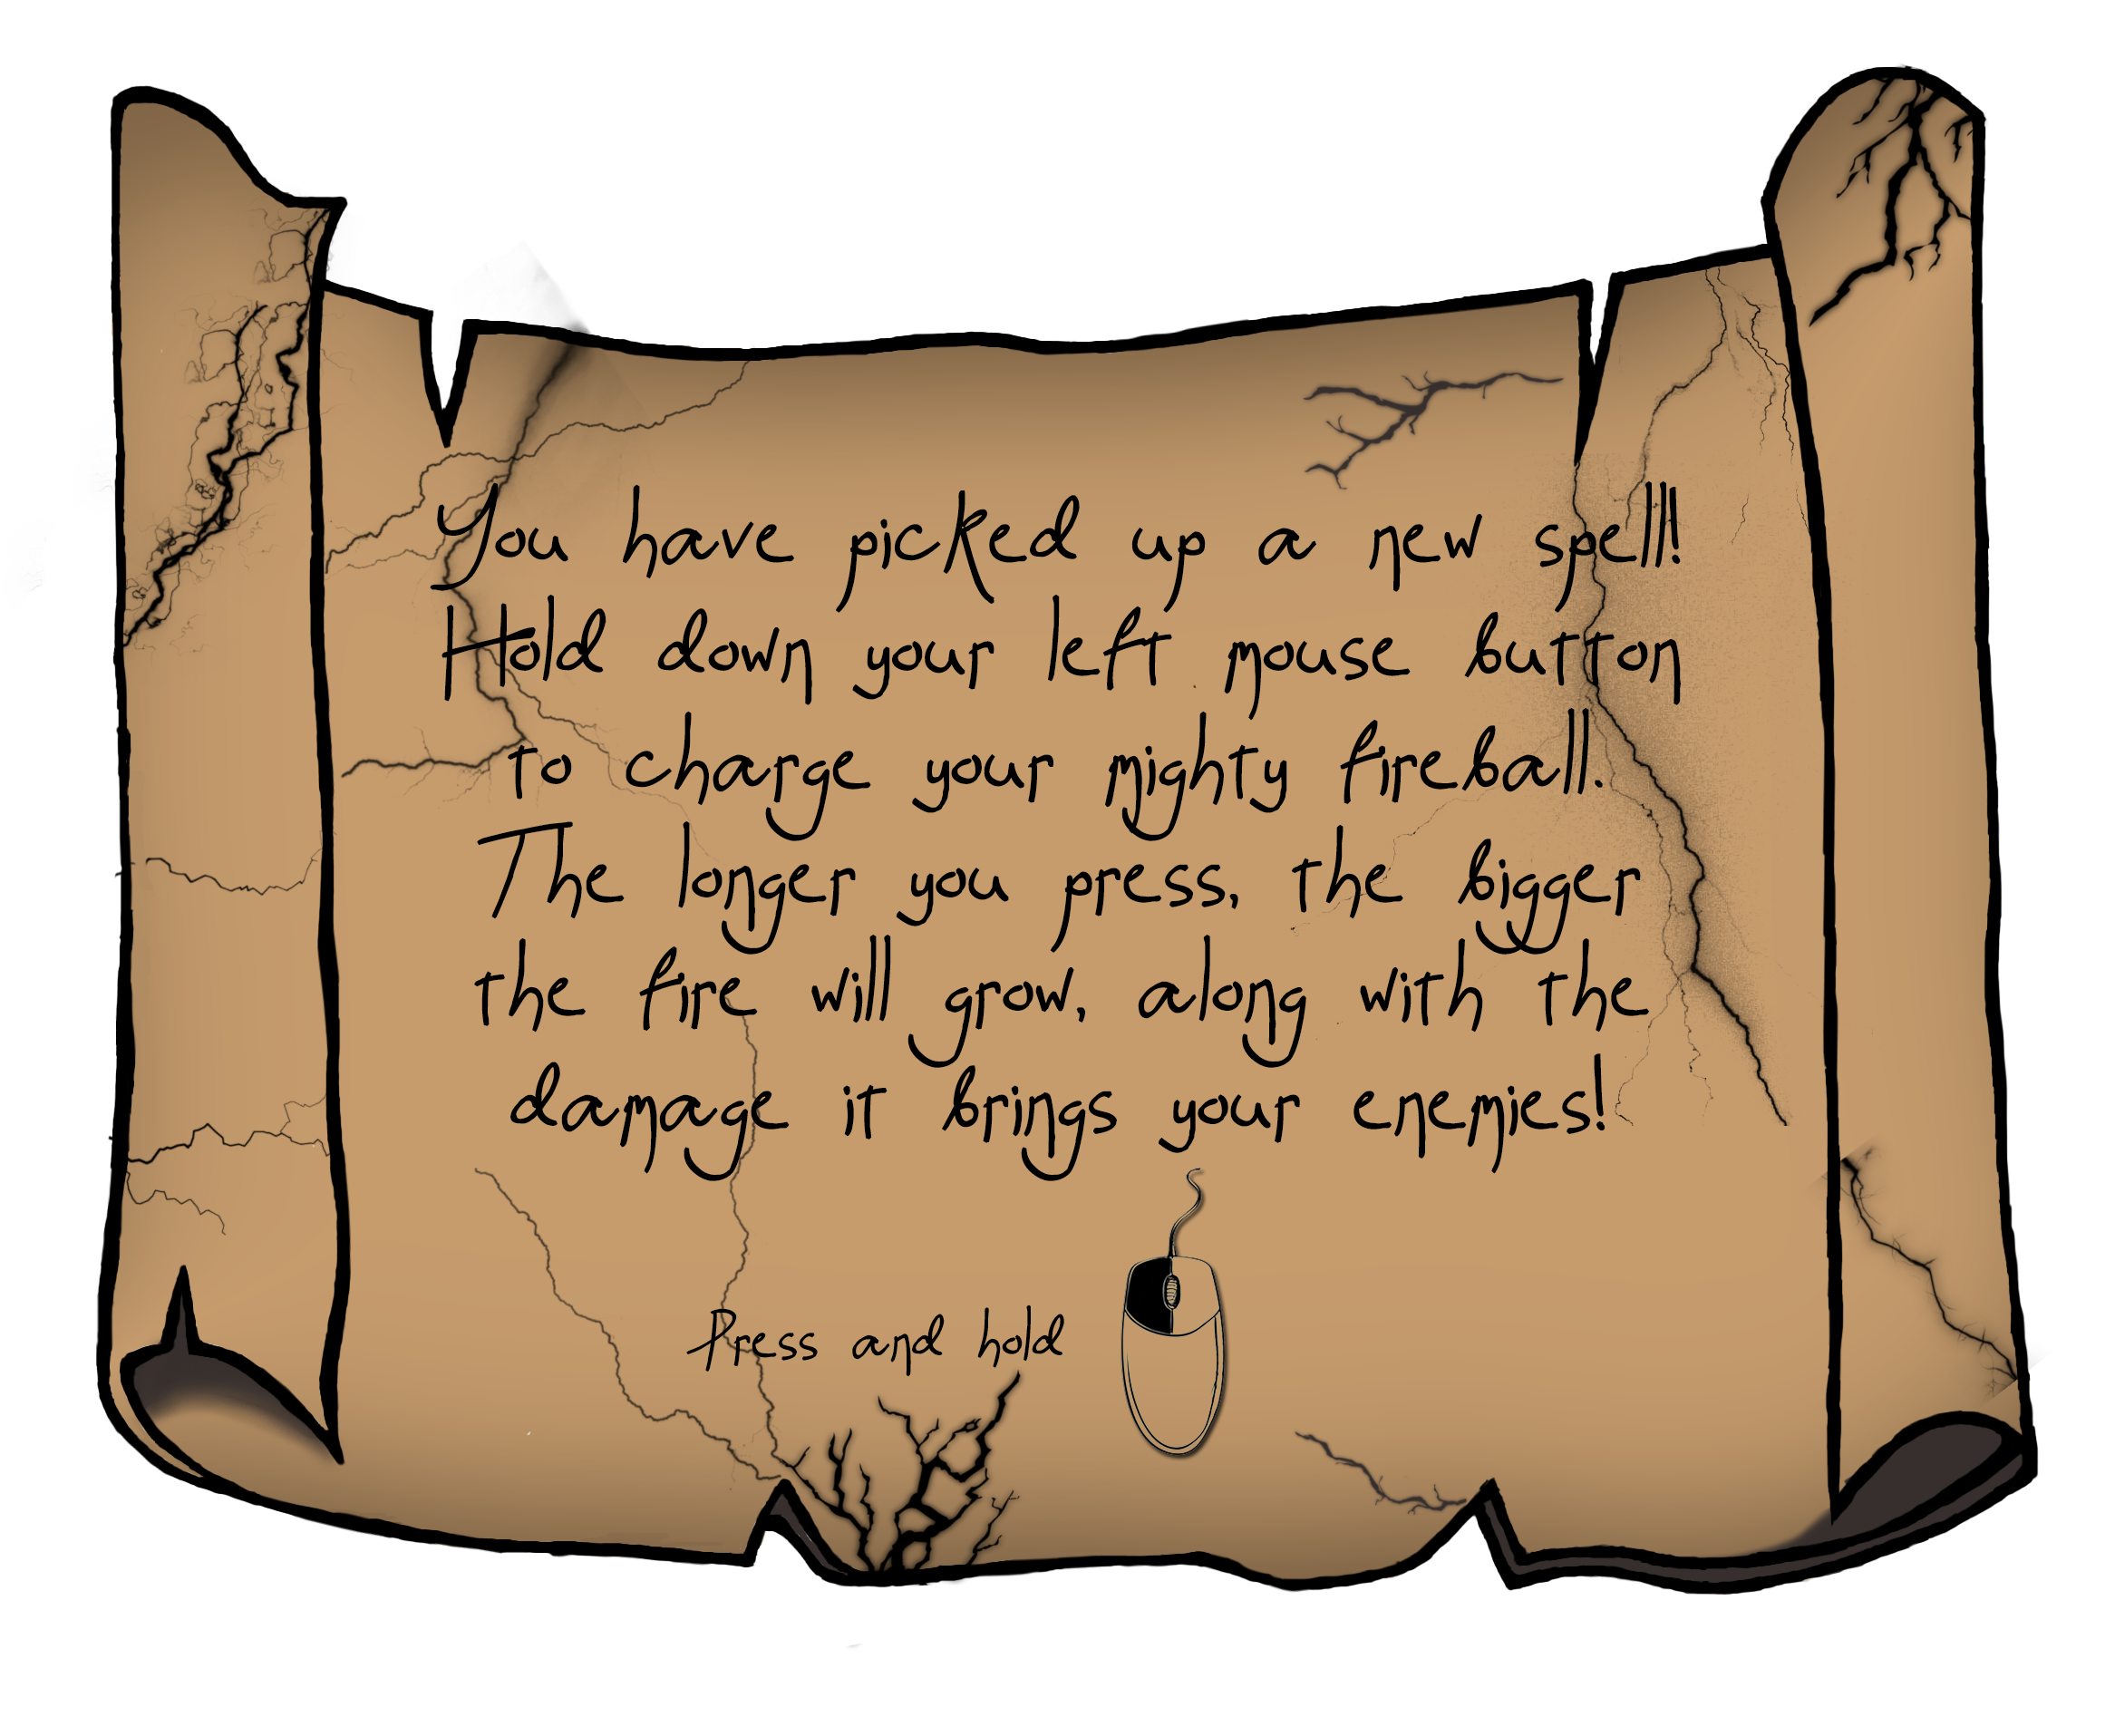 You have picked up a new spell!
Hold down your left mouse button
to charge your mighty fireball.
The longer you press, the bigger
the fire will grow, along with the
damage it brings your enemies!
Press and hold